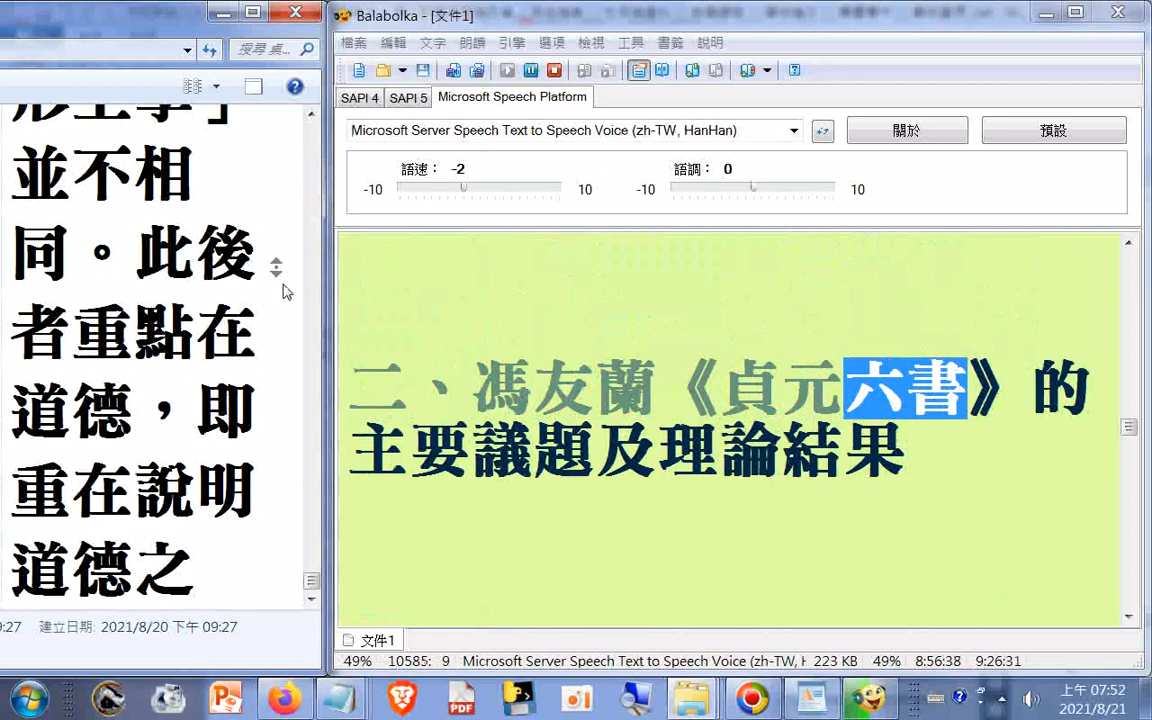 搜尋 桌...
形上學」
並不相
同。此後
者重點在
道德，即
重在說明
道德之
9:27 建立日期: 2021/8/20 下午 09:27
Balabolka - [文件1]
檔案 編輯 文字 朗讀 引擎 選項 檢視 工具 書籤 說明
SAPI 4 SAPI 5 Microsoft Speech Platform
Microsoft Server Speech Text to Speech Voice (zh-TW, HanHan) 關於 預設
語速： -2 語調： 0
-10 10 -10 10
二、馮友蘭《貞元六書》的
主要議題及理論結果
文件1
49% 10585: 9 Microsoft Server Speech Text to Speech Voice (zh-TW, H 223 KB 49% 8:56:38 9:26:31
上午 07:52
2021/8/21